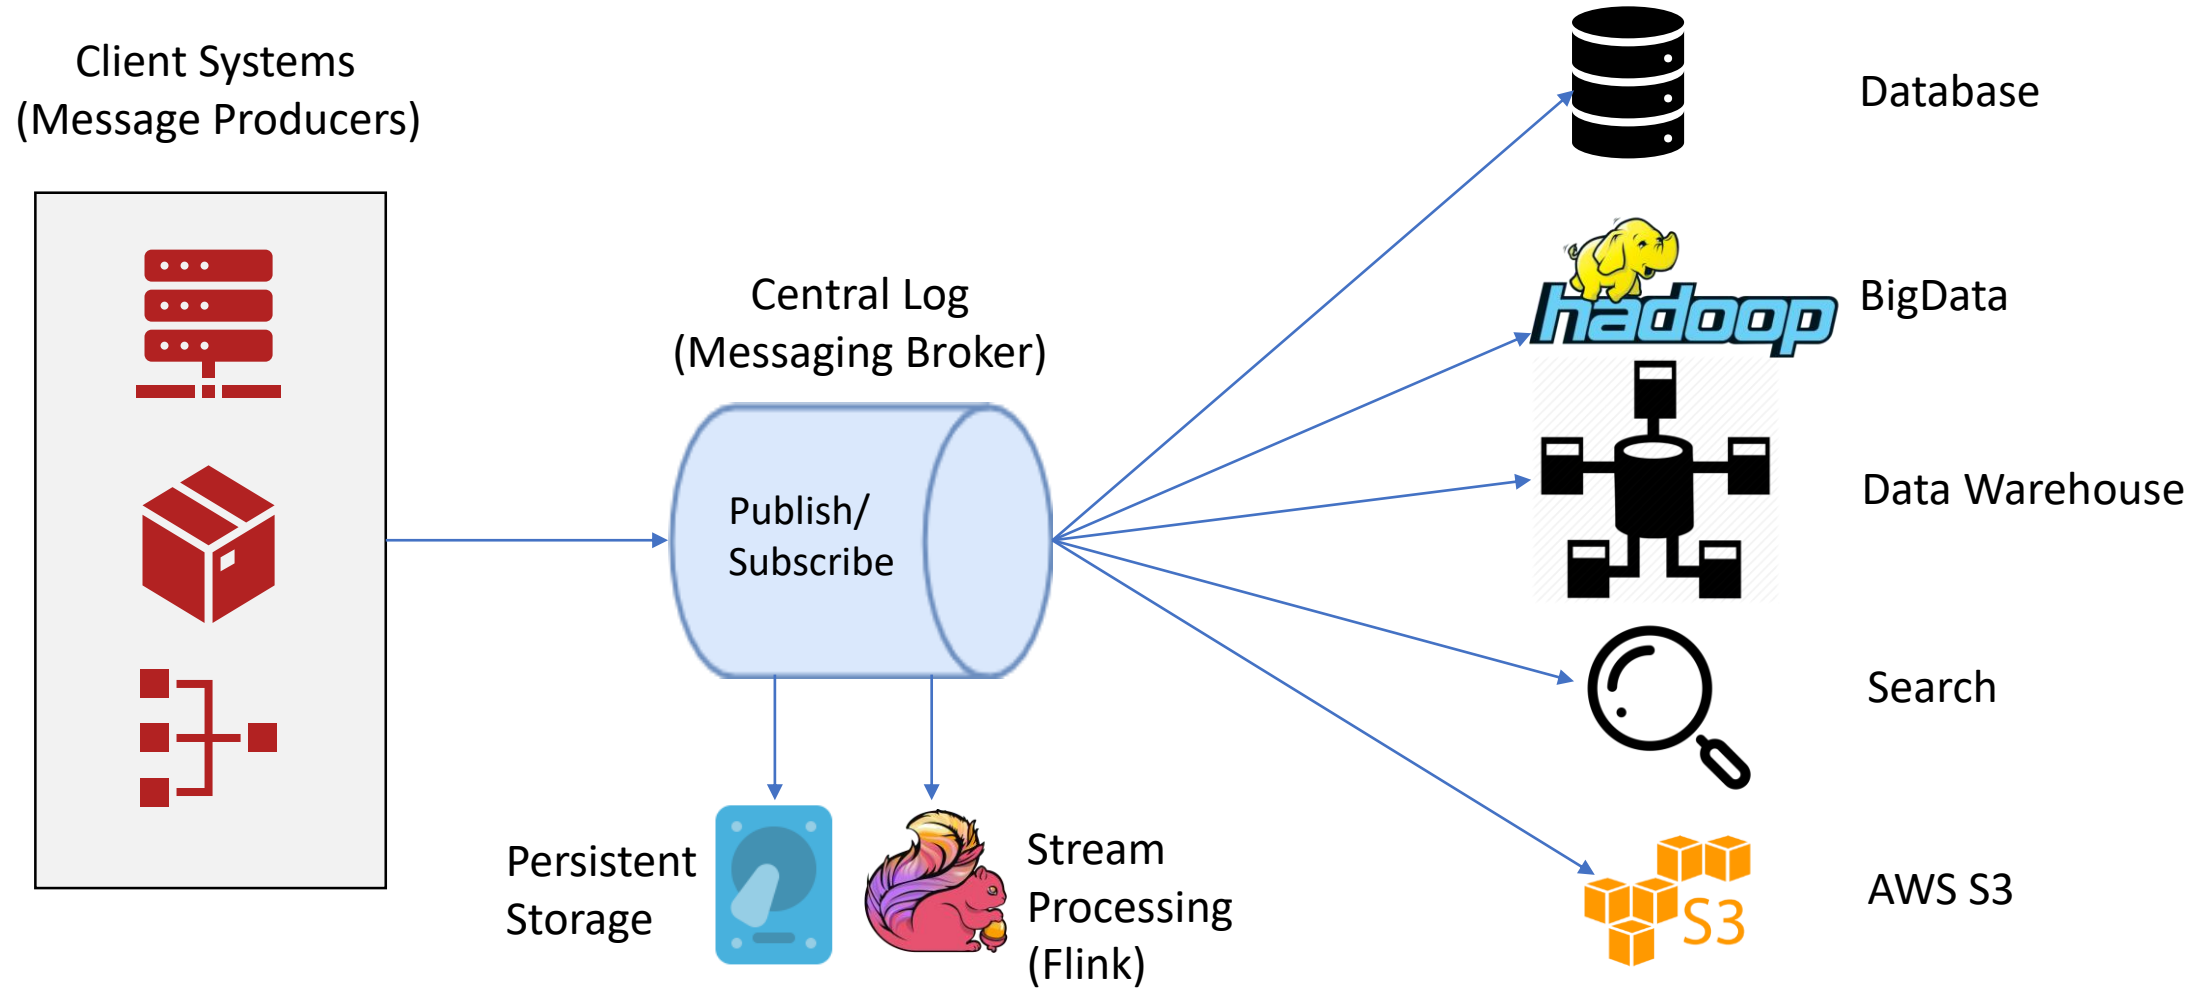 Client Systems
(Message Producers)
Central Log
(Messaging Broker)
Publish/
Subscribe
Persistent
Storage
Stream
Processing
(Flink)
Database
hadoop
BigData
Data Warehouse
Search
S3
AWS S3